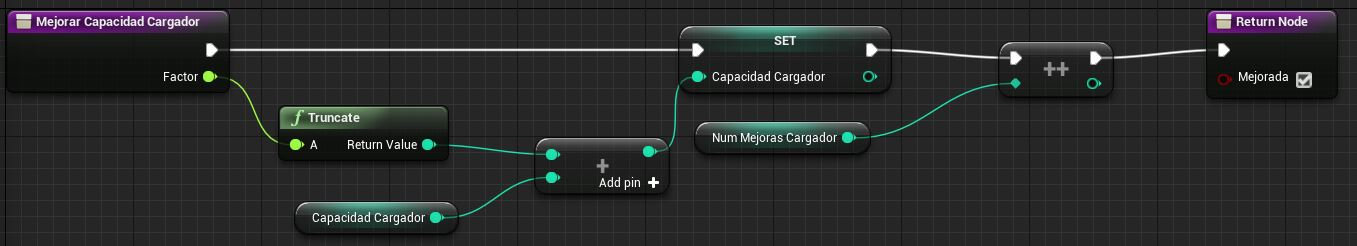 Mejorar Capacidad Cargador
Factor
f Truncate
A Return Value
Capacidad Cargador
+
Add pin +
SET
Capacidad Cargador
Num Mejoras Cargador
++
Return Node
Mejorada